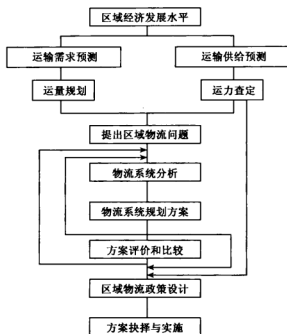 区域经济发展水平
运输需求预测
运输供给预测
运量规划
运力查定
提出区域物流问题
物流系统分析
物流系统规划方案
方案评价和比较
区域物流政策设计
方案抉择与实施